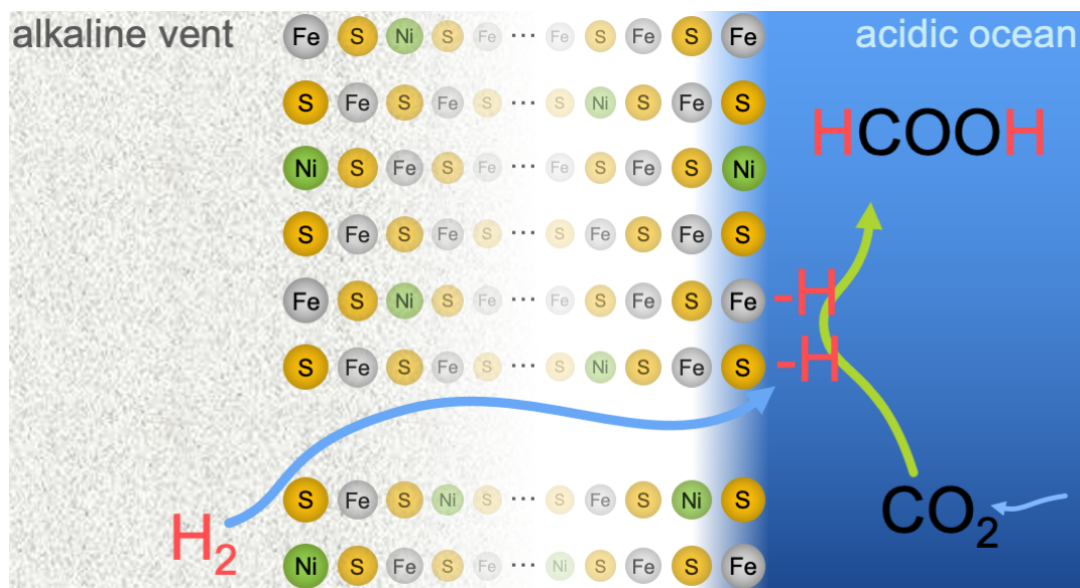 alkaline vent
acidic ocean
Fe S Ni S Fe ... Fe S Fe S Fe
S Fe S Fe S ... S Ni S Fe S
HCOOH
Ni S Fe S Fe ... Fe S Fe S Ni
S Fe S Fe S ... S Fe S Fe S
Fe S Ni S Fe ... Fe S Fe S Fe -H
S Fe S Fe S ... S Ni S Fe S -H
S Fe S Ni S ... S Fe S Ni S
CO2
H2
Ni S Fe S Fe ... Ni S Fe S Fe